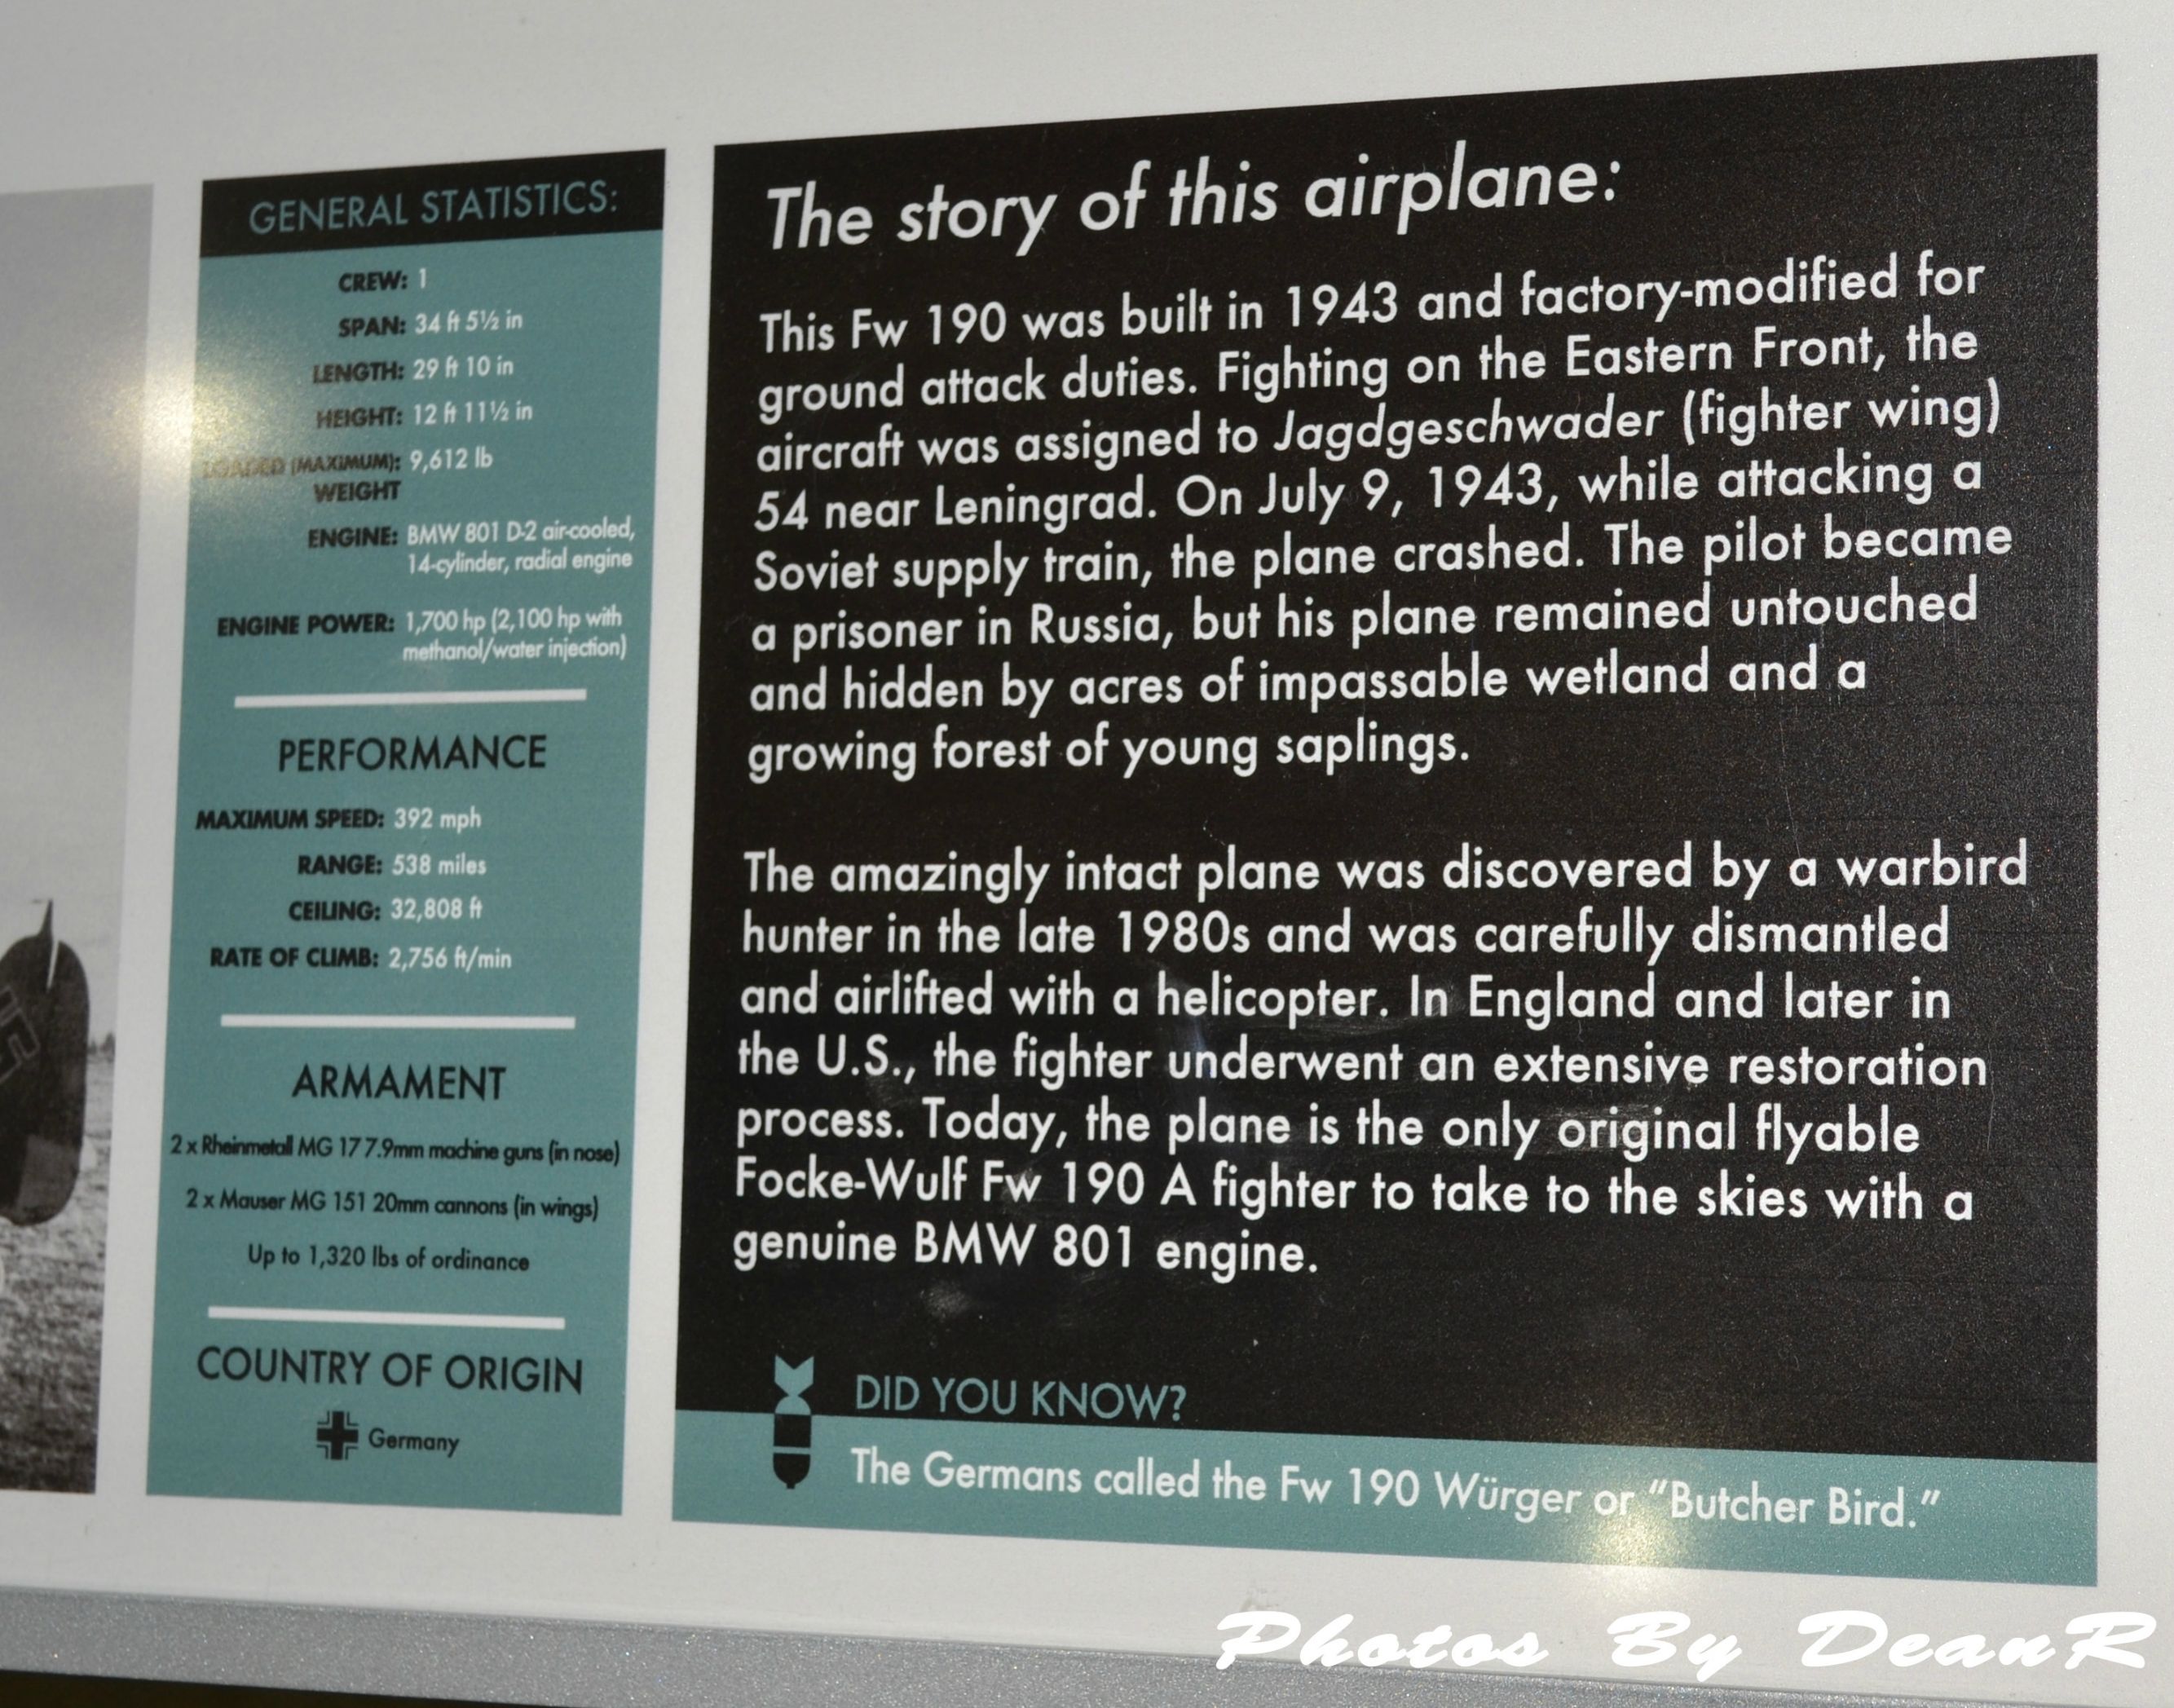 GENERAL STATISTICS:
CREW: 1
SPAN: 34 ft 5½ in
LENGTH: 29 ft 10 in
HEIGHT: 12 ft 11½ in
LOADED (MAXIMUM): 9,612 lb
WEIGHT
ENGINE: BMW 801 D-2 air-cooled,
14-cylinder, radial engine
ENGINE POWER: 1,700 hp (2,100 hp with
methanol/water injection)
PERFORMANCE
MAXIMUM SPEED: 392 mph
RANGE: 538 miles
CEILING: 32,808 ft
RATE OF CLIMB: 2,756 ft/min
ARMAMENT
2 x Rheinmetall MG 17 7.9mm machine guns (in nose)
2 x Mauser MG 151 20mm cannons (in wings)
Up to 1,320 lbs of ordinance
COUNTRY OF ORIGIN
Germany
The story of this airplane:
This Fw 190 was built in 1943 and factory-modified for
ground attack duties. Fighting on the Eastern Front, the
aircraft was assigned to Jagdgeschwader (fighter wing)
54 near Leningrad. On July 9, 1943, while attacking a
Soviet supply train, the plane crashed. The pilot became
a prisoner in Russia, but his plane remained untouched
and hidden by acres of impassable wetland and a
growing forest of young saplings.
The amazingly intact plane was discovered by a warbird
hunter in the late 1980s and was carefully dismantled
and airlifted with a helicopter. In England and later in
the U.S., the fighter underwent an extensive restoration
process. Today, the plane is the only original flyable
Focke-Wulf Fw 190 A fighter to take to the skies with a
genuine BMW 801 engine.
DID YOU KNOW?
The Germans called the Fw 190 Würger or "Butcher Bird."
Photos By DeanR